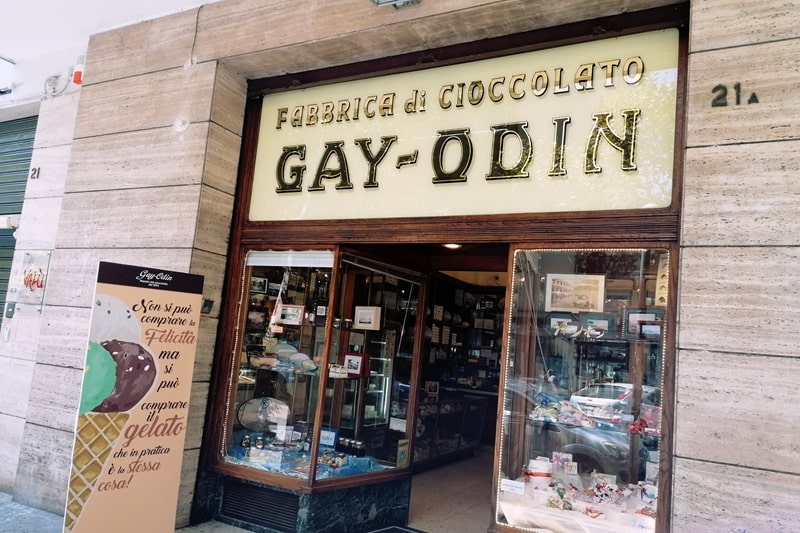 FABBRICA di CIOCCOLATO
GAY-ODIN
21A
21
Gay-Odin
Non si può
comprare la
Felicità
ma
si
può
comprare
il
gelato
che in pratica
è la stessa
cosa!